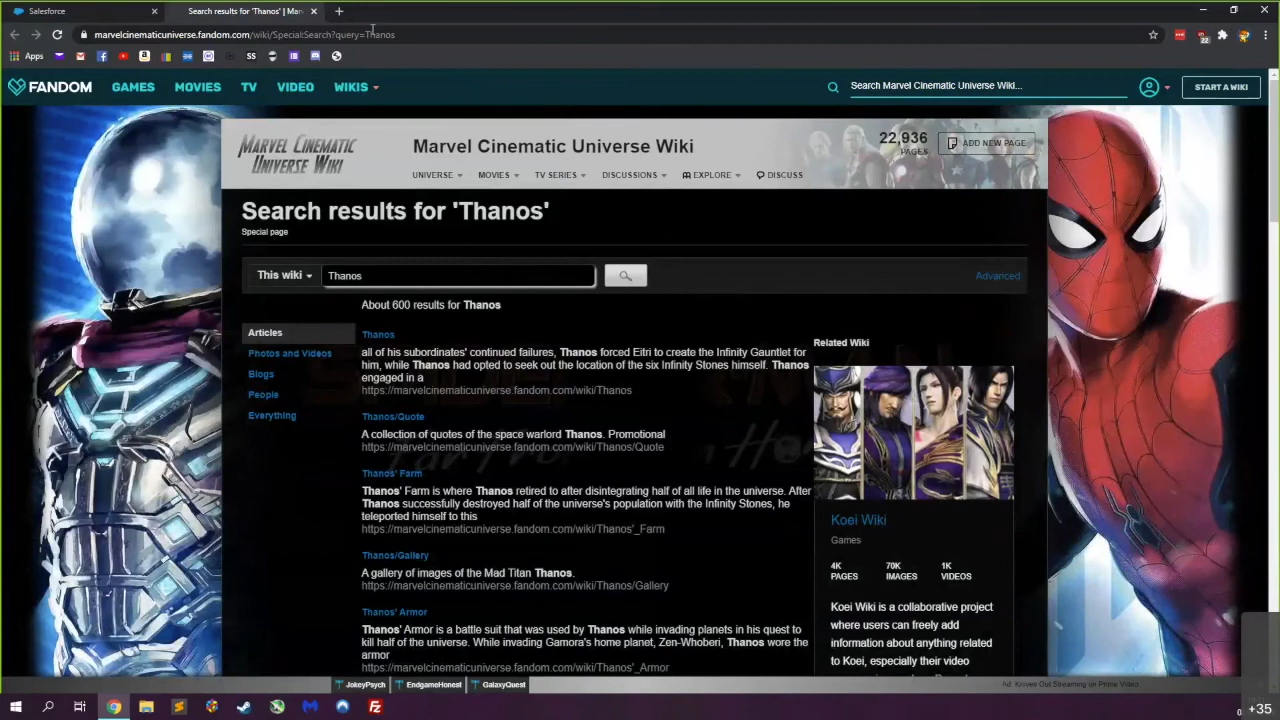 Salesforce
Search results for 'Thanos' | Mar
marvelcinematicuniverse.fandom.com/wiki/Special:Search?query=Thanos
22
Apps
SS
FANDOM
GAMES
MOVIES
TV
VIDEO
WIKIS
Search Marvel Cinematic Universe Wiki...
START A WIKI
MARVEL CINEMATIC
UNIVERSE WIKI
Marvel Cinematic Universe Wiki
22,936
PAGES
ADD NEW PAGE
UNIVERSE
MOVIES
TV SERIES
DISCUSSIONS
EXPLORE
DISCUSS
Search results for 'Thanos'
Special page
This wiki
Thanos
Advanced
About 600 results for Thanos
Articles
Photos and Videos
Blogs
People
Everything
Thanos
all of his subordinates' continued failures, Thanos forced Eitri to create the Infinity Gauntlet for
him, while Thanos had opted to seek out the location of the six Infinity Stones himself. Thanos
engaged in a
https://marvelcinematicuniverse.fandom.com/wiki/Thanos
Thanos/Quote
A collection of quotes of the space warlord Thanos. Promotional
https://marvelcinematicuniverse.fandom.com/wiki/Thanos/Quote
Thanos' Farm
Thanos' Farm is where Thanos retired to after disintegrating half of all life in the universe. After
Thanos successfully destroyed half of the universe's population with the Infinity Stones, he
teleported himself to this
https://marvelcinematicuniverse.fandom.com/wiki/Thanos'_Farm
Thanos/Gallery
A gallery of images of the Mad Titan Thanos.
https://marvelcinematicuniverse.fandom.com/wiki/Thanos/Gallery
Thanos' Armor
Thanos' Armor is a battle suit that was used by Thanos while invading planets in his quest to
kill half of the universe. While invading Gamora's home planet, Zen-Whoberi, Thanos wore the
armor
https://marvelcinematicuniverse.fandom.com/wiki/Thanos'_Armor
Related Wiki
Koei Wiki
Games
4K
PAGES
70K
IMAGES
1K
VIDEOS
Koei Wiki is a collaborative project
where users can freely add
information about anything related
to Koei, especially their video
JokeyPsych
EndgameHonest
GalaxyQuest
Ad: Knives Out Streaming on Prime Video
+35